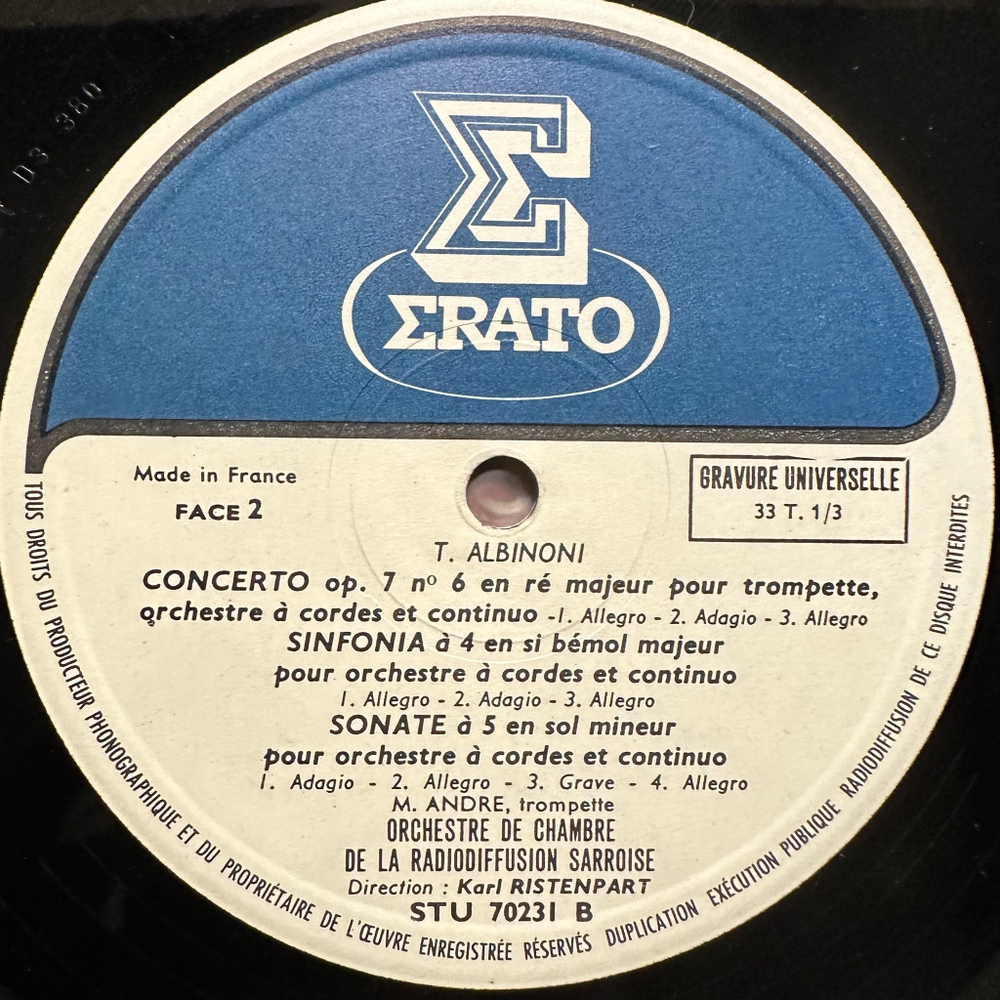 D3 380
Σ
ΣRATO
Made in France
FACE 2
GRAVURE UNIVERSELLE
33 T. 1/3
T. ALBINONI
CONCERTO op. 7 nº 6 en ré majeur pour trompette,
orchestre à cordes et continuo -1. Allegro - 2. Adagio - 3. Allegro
SINFONIA à 4 en si bémol majeur
pour orchestre à cordes et continuo
1. Allegro - 2. Adagio - 3. Allegro
SONATE à 5 en sol mineur
pour orchestre à cordes et continuo
1. Adagio - 2. Allegro - 3. Grave - 4. Allegro
M. ANDRE, trompette
ORCHESTRE DE CHAMBRE
DE LA RADIODIFFUSION SARROISE
Direction : Karl RISTENPART
STU 70231 B
TOUS DROITS DU PRODUCTEUR PHONOGRAPHIQUE ET DU PROPRIÉTAIRE DE L'ŒUVRE ENREGISTRÉE RÉSERVÉS DUPLICATION EXÉCUTION PUBLIQUE RADIODIFFUSION DE CE DISQUE INTERDITES